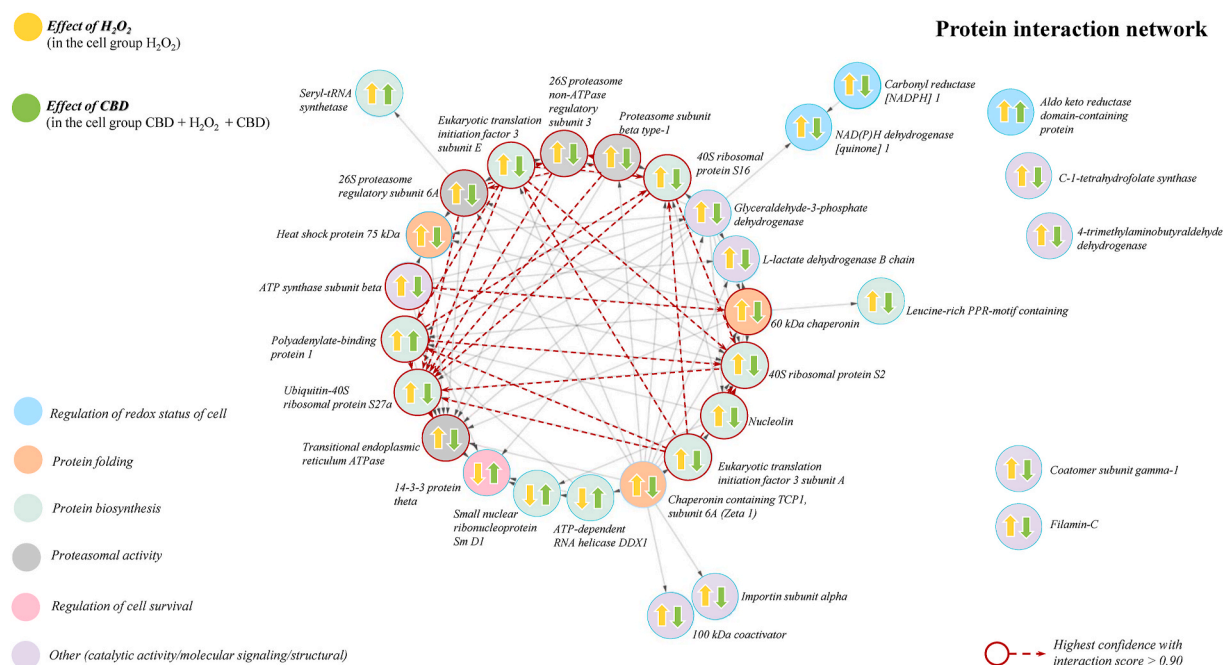 Effect of H₂O₂
(in the cell group H₂O₂)
Effect of CBD
(in the cell group CBD + H₂O₂ + CBD)
Protein interaction network
Seryl-tRNA
synthetase
Eukaryotic translation
initiation factor 3
subunit E
26S proteasome
non-ATPase
regulatory
subunit 3
Proteasome subunit
beta type-1
40S ribosomal
protein S16
Carbonyl reductase
[NADPH] 1
NAD(P)H dehydrogenase
[quinone] 1
Aldo keto reductase
domain-containing
protein
C-1-tetrahydrofolate synthase
4-trimethylaminobutyraldehyde
dehydrogenase
26S proteasome
regulatory subunit 6A
Glyceraldehyde-3-phosphate
dehydrogenase
Heat shock protein 75 kDa
L-lactate dehydrogenase B chain
ATP synthase subunit beta
60 kDa chaperonin
Leucine-rich PPR-motif containing
Polyadenylate-binding
protein 1
40S ribosomal protein S2
Ubiquitin-40S
ribosomal protein S27a
Nucleolin
Transitional endoplasmic
reticulum ATPase
Eukaryotic translation
initiation factor 3 subunit A
14-3-3 protein
theta
Small nuclear
ribonucleoprotein
Sm D1
ATP-dependent
RNA helicase DDX1
Chaperonin containing TCP1,
subunit 6A (Zeta 1)
Coatomer subunit gamma-1
Filamin-C
Importin subunit alpha
100 kDa coactivator
Regulation of redox status of cell
Protein folding
Protein biosynthesis
Proteasomal activity
Regulation of cell survival
Other (catalytic activity/molecular signaling/structural)
Highest confidence with
interaction score > 0.90